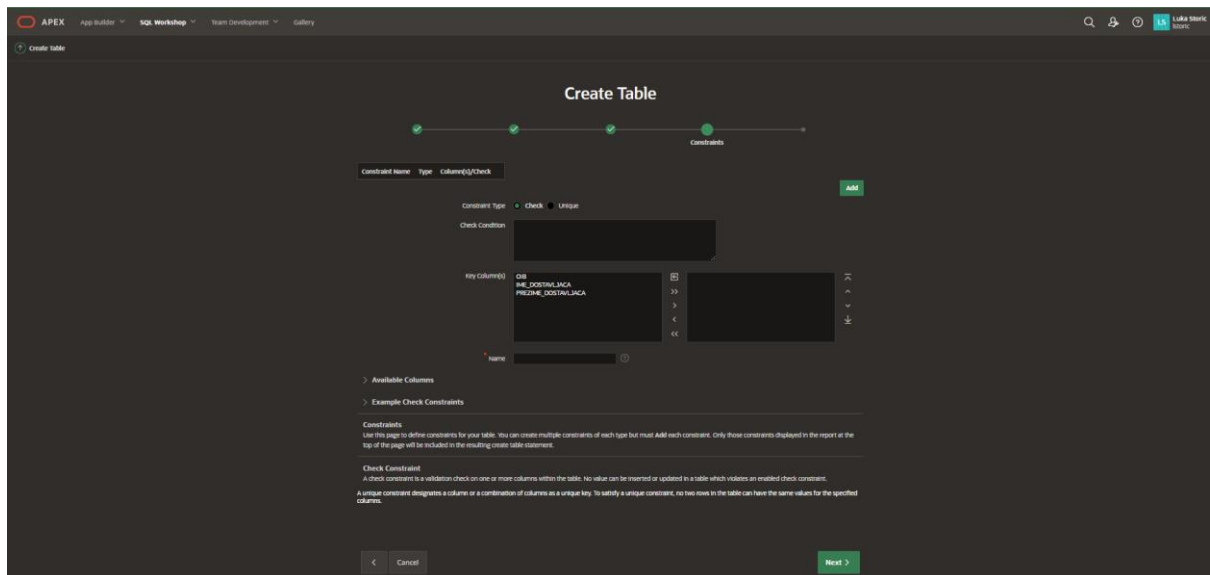 APEX App Builder SQL Workshop Team Development Gallery
LS Luka Storic
lstoric
Create Table
Create Table
Constraints
Constraint Name Type Column(s)/Check
Add
Constraint Type Check Unique
Check Condition
Key Column(s)
OIB
IME_DOSTAVLJACA
PREZIME_DOSTAVLJACA
* Name
Available Columns
Example Check Constraints
Constraints
Use this page to define constraints for your table. You can create multiple constraints of each type but must Add each constraint. Only those constraints displayed in the report at the
top of the page will be included in the resulting create table statement.
Check Constraint
A check constraint is a validation check on one or more columns within the table. No value can be inserted or updated in a table which violates an enabled check constraint.
A unique constraint designates a column or a combination of columns as a unique key. To satisfy a unique constraint, no two rows in the table can have the same values for the specified
columns.
Cancel
Next